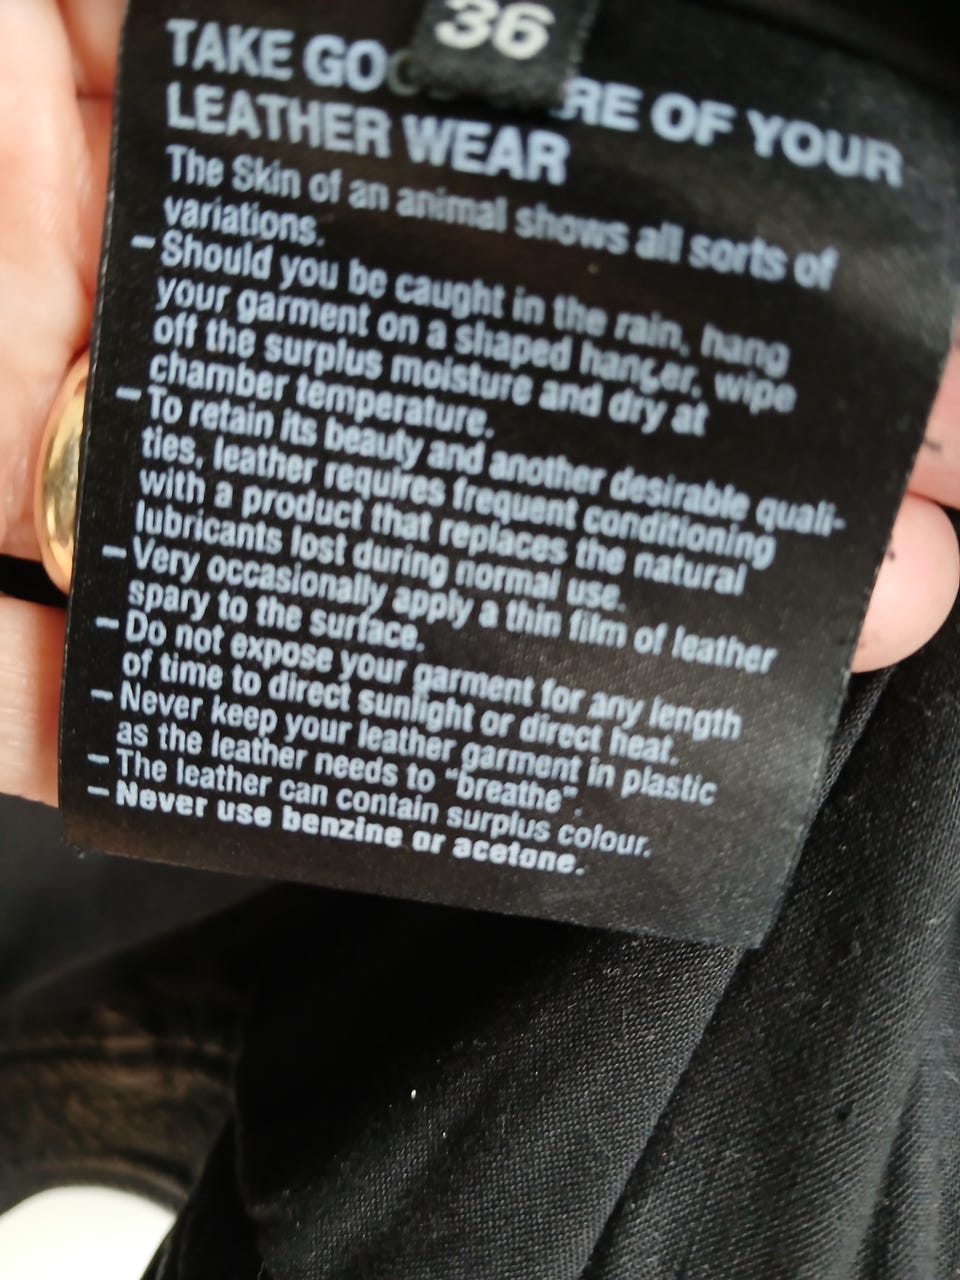 36
TAKE GO RE OF YOUR
LEATHER WEAR
The Skin of an animal shows all sorts of
variations.
- Should you be caught in the rain, hang
your garment on a shaped hanger, wipe
off the surplus moisture and dry at
chamber temperature.
- To retain its beauty and another desirable quali-
ties, leather requires frequent conditioning
with a product that replaces the natural
lubricants lost during normal use.
- Very occasionally apply a thin film of leather
spary to the surface.
- Do not expose your garment for any length
of time to direct sunlight or direct heat.
- Never keep your leather garment in plastic
as the leather needs to "breathe".
- The leather can contain surplus colour.
- Never use benzine or acetone.